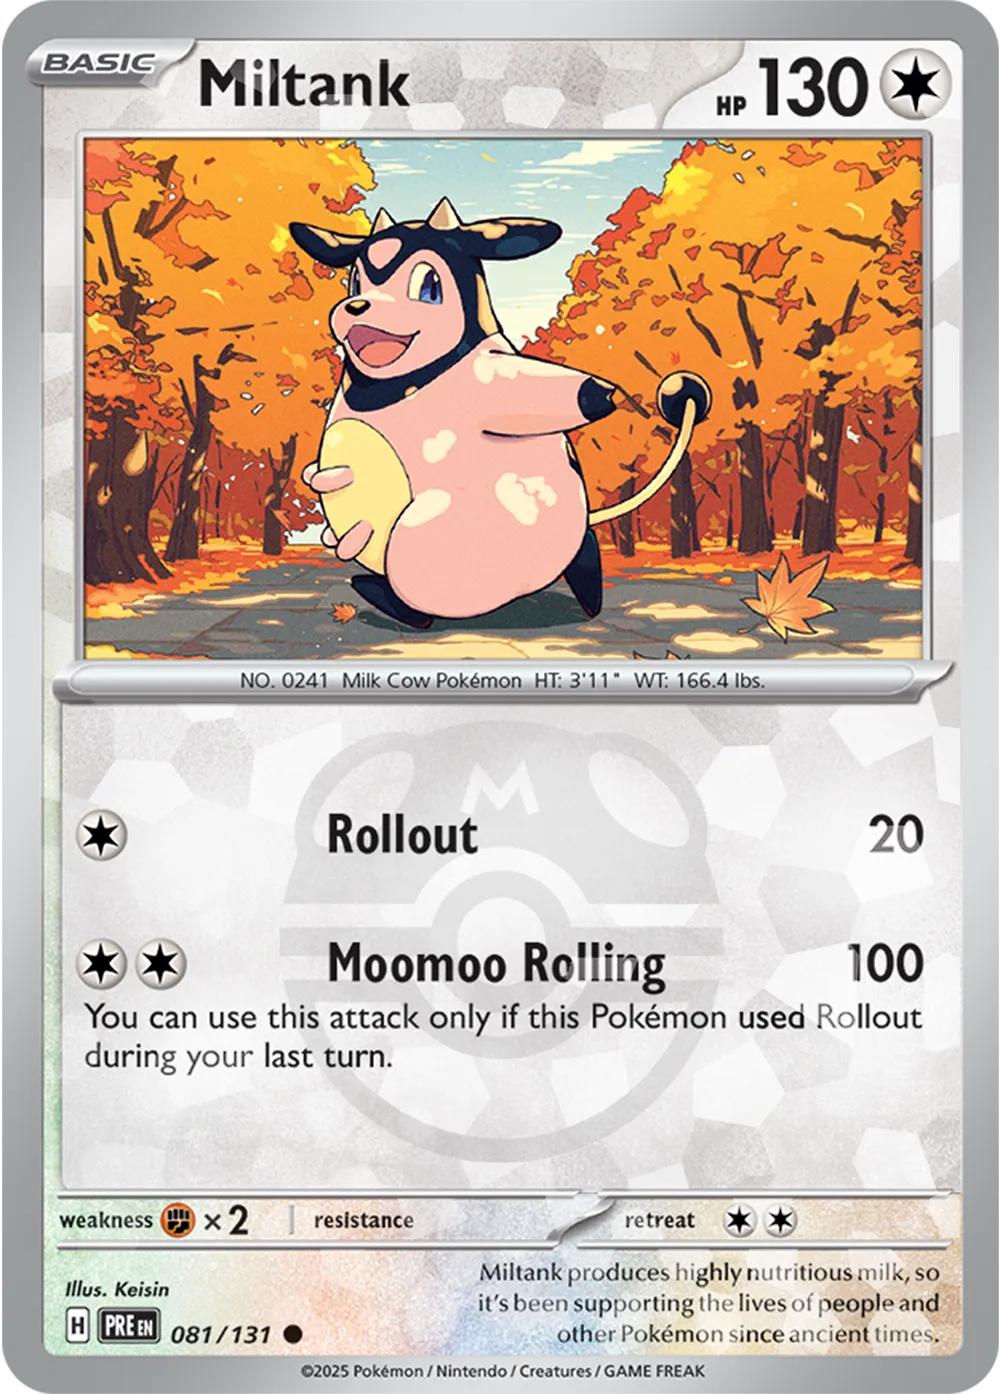 BASIC
Miltank
HP 130
NO. 0241 Milk Cow Pokémon HT: 3'11" WT: 166.4 lbs.
M
Rollout 20
Moomoo Rolling 100
You can use this attack only if this Pokémon used Rollout
during your last turn.
weakness ×2 resistance retreat
Illus. Keisin
Miltank produces highly nutritious milk, so
it's been supporting the lives of people and
other Pokémon since ancient times.
H PRE EN 081/131
©2025 Pokémon / Nintendo / Creatures / GAME FREAK